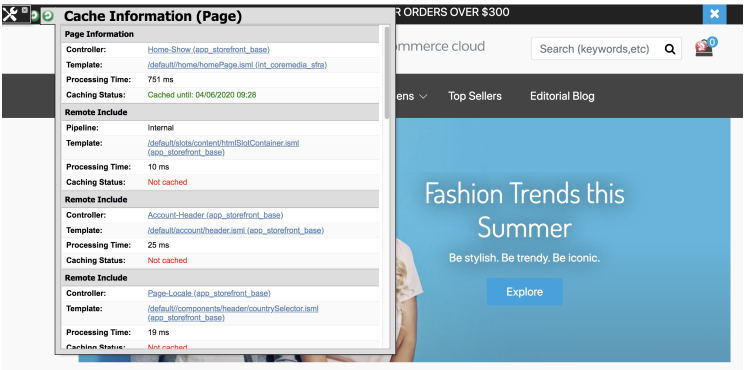 Cache Information (Page)
R ORDERS OVER $300
Page Information
Controller: Home-Show (app_storefront_base)
Template: /default//home/homePage.isml (int_coremedia_sfra)
Processing Time: 751 ms
Caching Status: Cached until: 04/06/2020 09:28
Remote Include
Pipeline: Internal
Template: /default/slots/content/htmlSlotContainer.isml
(app_storefront_base)
Processing Time: 10 ms
Caching Status: Not cached
Remote Include
Controller: Account-Header (app_storefront_base)
Template: /default/account/header.isml (app_storefront_base)
Processing Time: 25 ms
Caching Status: Not cached
Remote Include
Controller: Page-Locale (app_storefront_base)
Template: /default//components/header/countrySelector.isml
(app_storefront_base)
Processing Time: 19 ms
Caching Status: Not cached
ommerce cloud
Search (keywords,etc)
0
ens
Top Sellers
Editorial Blog
Fashion Trends this
Summer
Be stylish. Be trendy. Be iconic.
Explore